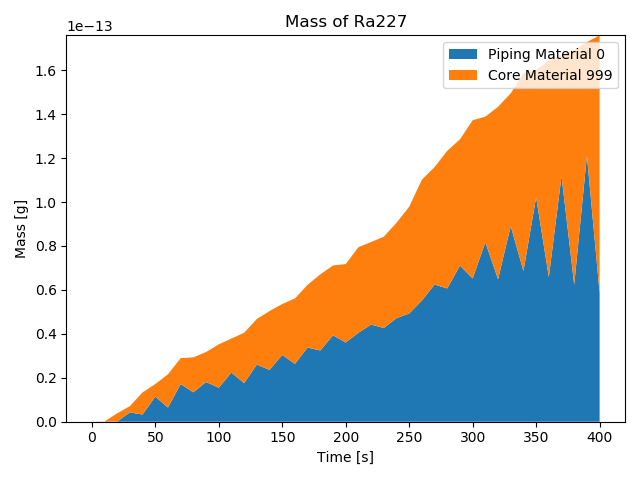 Mass of Ra227
1e−13
Piping Material 0
Core Material 999
1.6
1.4
1.2
1.0
0.8
0.6
0.4
0.2
0.0
Mass [g]
0 50 100 150 200 250 300 350 400
Time [s]